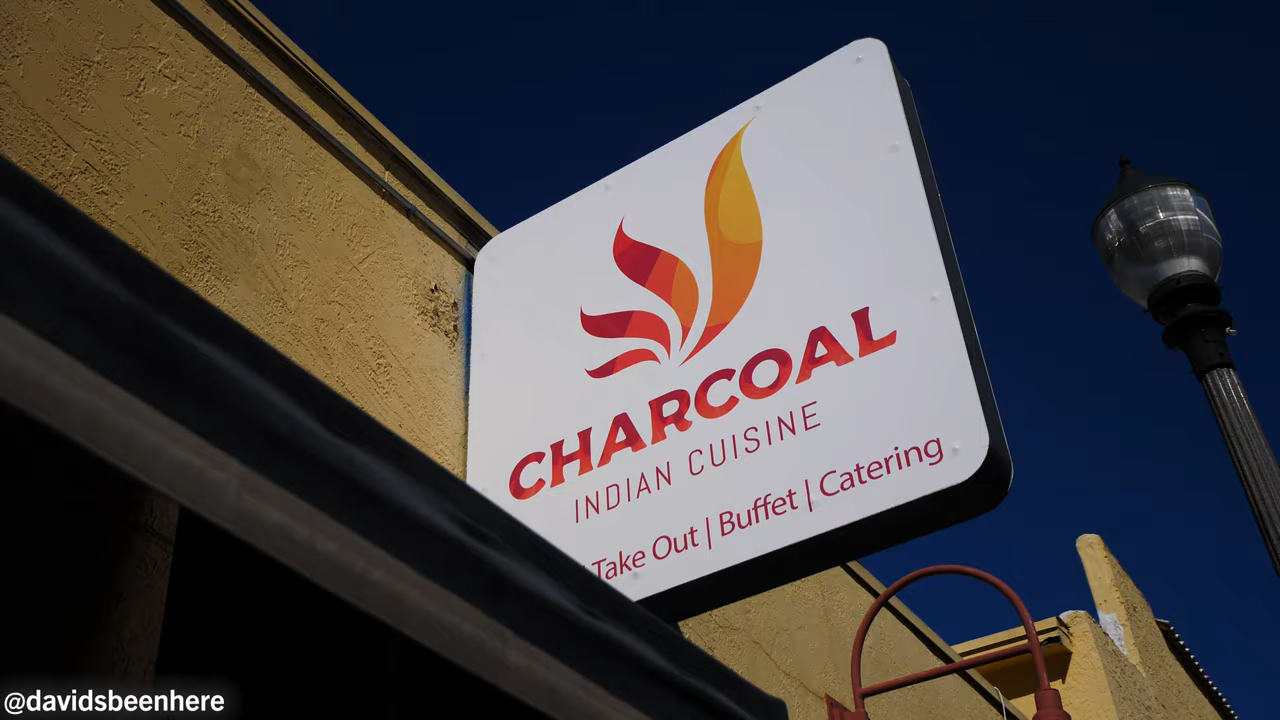 CHARCOAL
INDIAN CUISINE
Take Out | Buffet | Catering
@davidsbeenhere